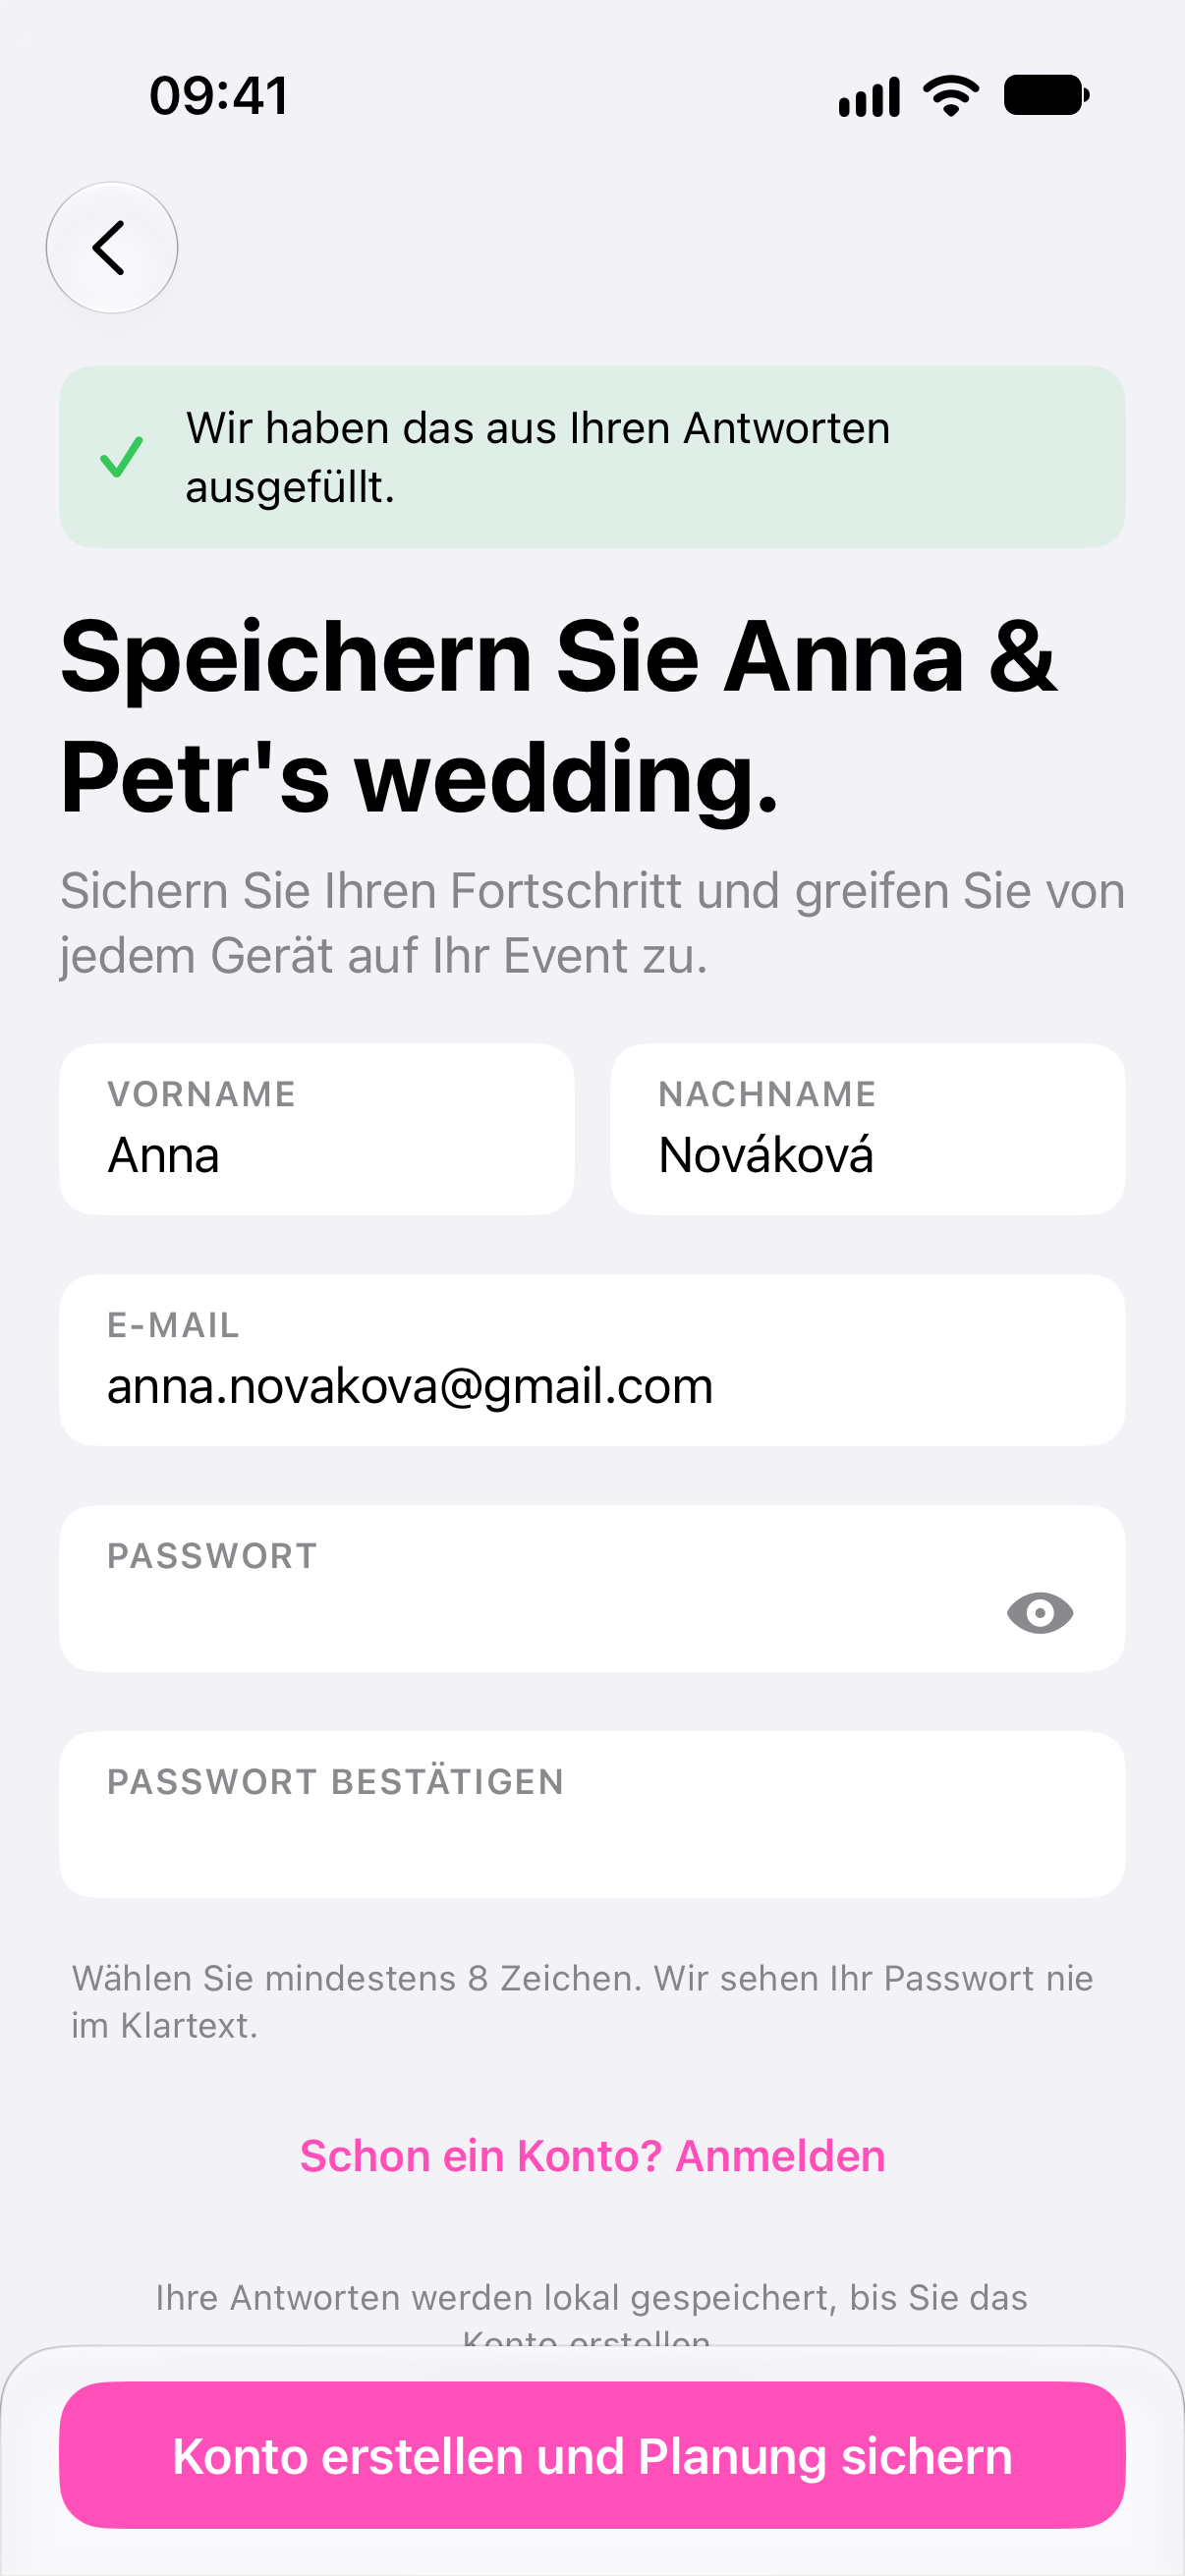 09:41
Wir haben das aus Ihren Antworten
ausgefüllt.
Speichern Sie Anna &
Petr's wedding.
Sichern Sie Ihren Fortschritt und greifen Sie von
jedem Gerät auf Ihr Event zu.
VORNAME
Anna
NACHNAME
Nováková
E-MAIL
anna.novakova@gmail.com
PASSWORT
PASSWORT BESTÄTIGEN
Wählen Sie mindestens 8 Zeichen. Wir sehen Ihr Passwort nie
im Klartext.
Schon ein Konto? Anmelden
Ihre Antworten werden lokal gespeichert, bis Sie das
Konto erstellen
Konto erstellen und Planung sichern